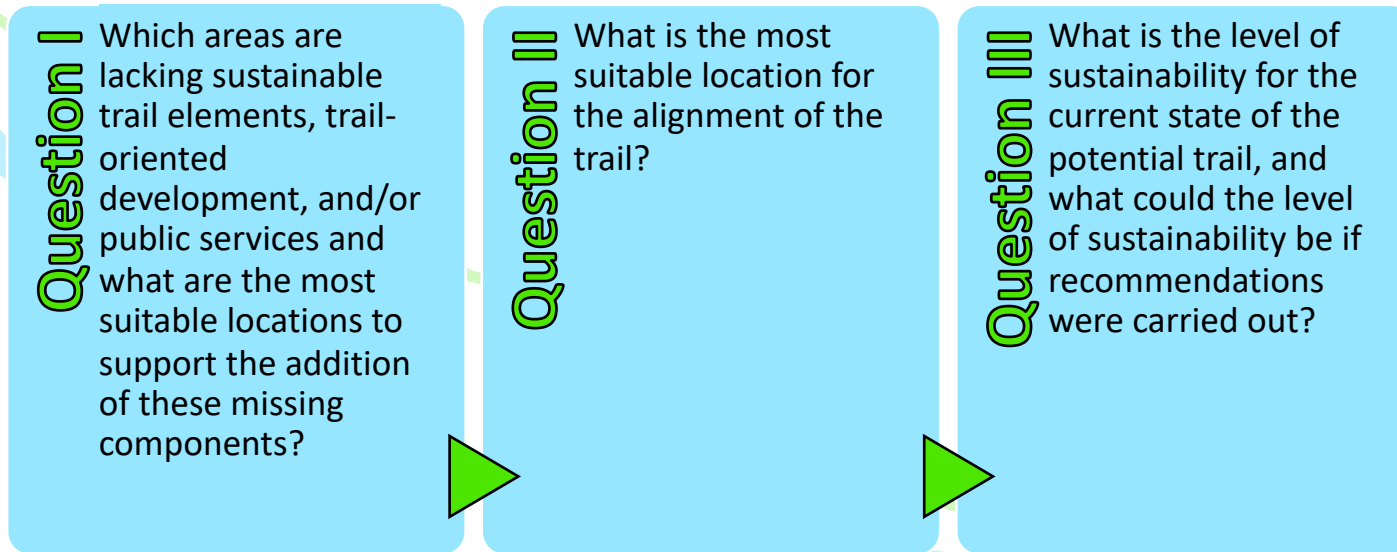 Question I
Which areas are
lacking sustainable
trail elements, trail-
oriented
development, and/or
public services and
what are the most
suitable locations to
support the addition
of these missing
components?
Question II
What is the most
suitable location for
the alignment of the
trail?
Question III
What is the level of
sustainability for the
current state of the
potential trail, and
what could the level
of sustainability be if
recommendations
were carried out?